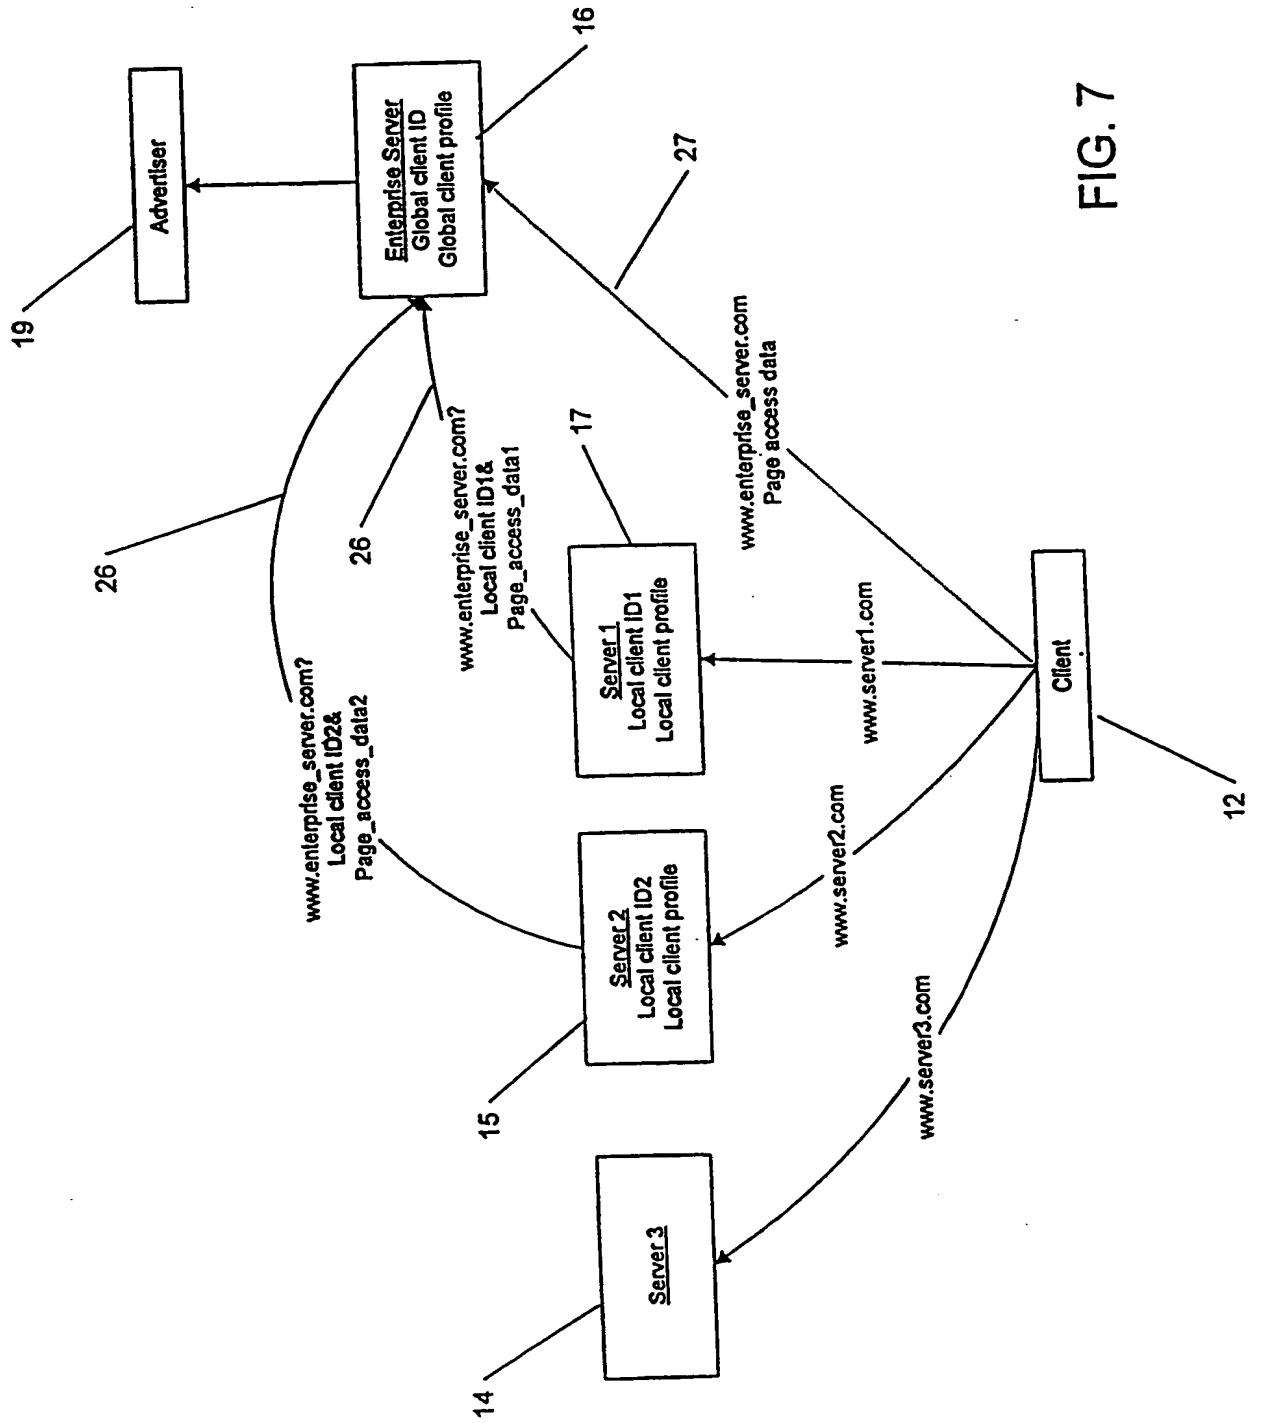 19
Advertiser
16
Enterprise Server
Global client ID
Global client profile
26
26
27
www.enterprise_server.com?
Local client ID2&
Page_access_data2
www.enterprise_server.com?
Local client ID1&
Page_access_data1
www.enterprise_server.com
Page access data
14
Server 3
15
Server 2
Local client ID2
Local client profile
17
Server 1
Local client ID1
Local client profile
www.server3.com
www.server2.com
www.server1.com
Client
12
FIG. 7